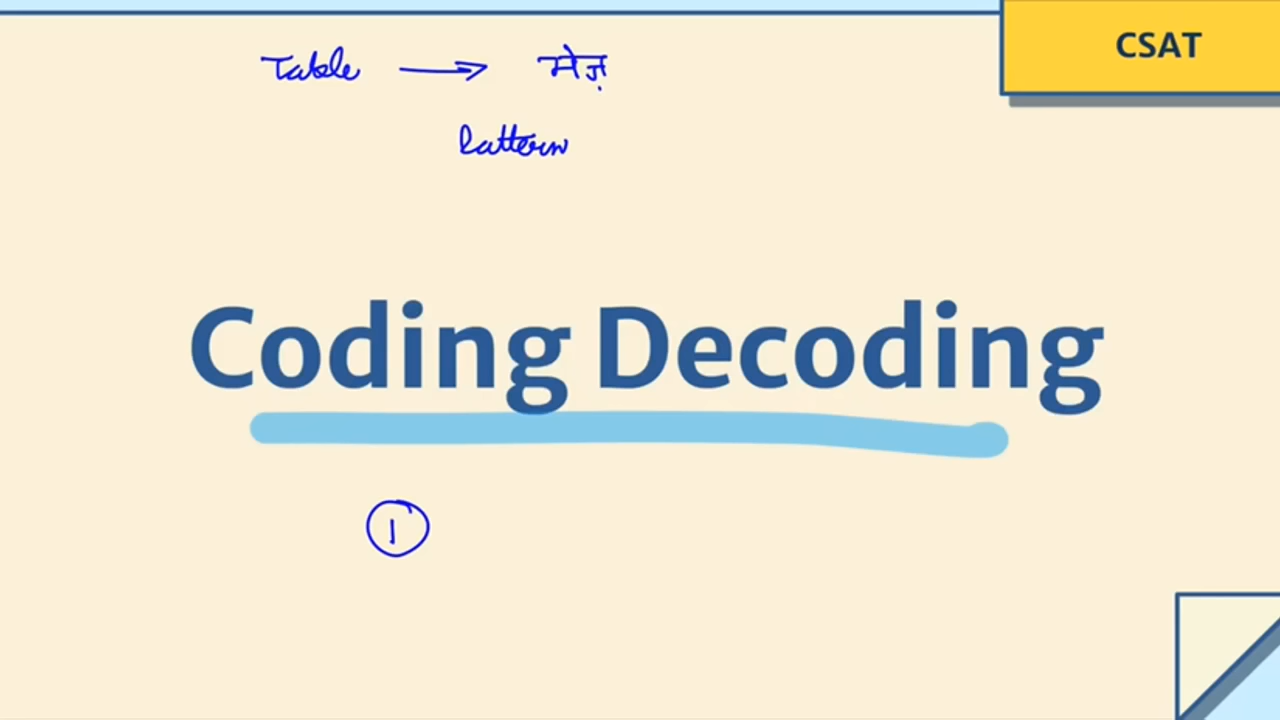 CSAT
Table → मेज़
Pattern
Coding Decoding
1